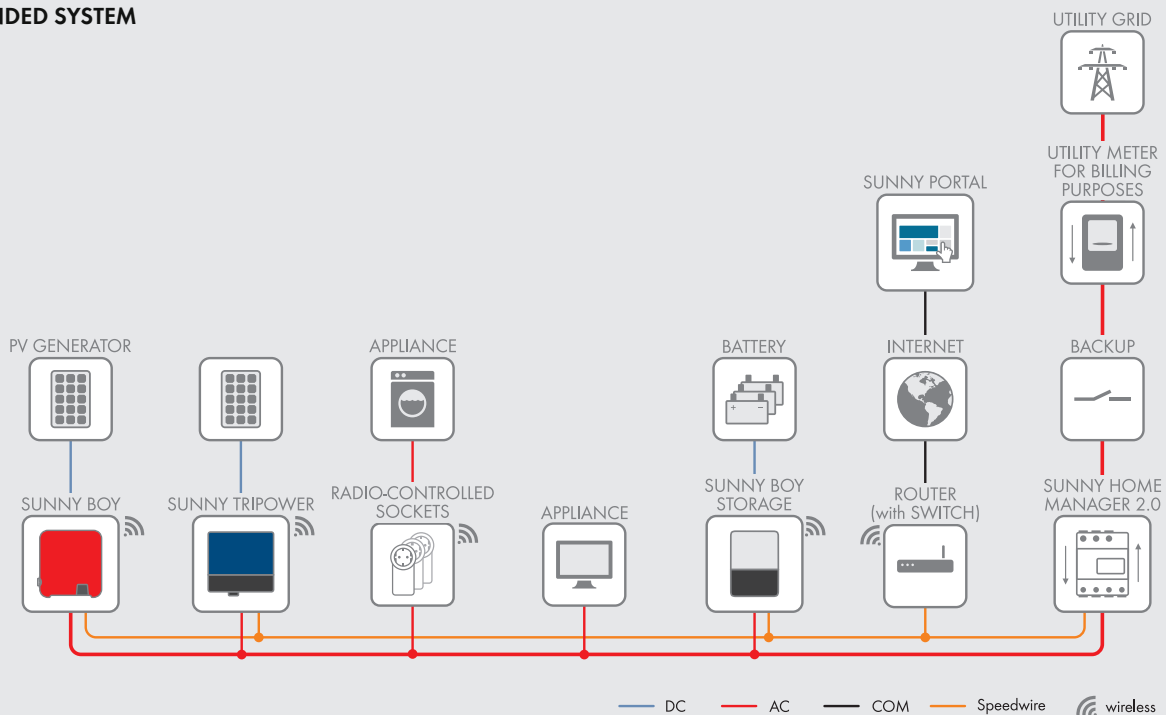 NDED SYSTEM
UTILITY GRID
UTILITY METER
FOR BILLING
PURPOSES
SUNNY PORTAL
PV GENERATOR
APPLIANCE
BATTERY
INTERNET
BACKUP
SUNNY BOY
SUNNY TRIPOWER
RADIO-CONTROLLED
SOCKETS
APPLIANCE
SUNNY BOY
STORAGE
ROUTER
(with SWITCH)
SUNNY HOME
MANAGER 2.0
DC
AC
COM
Speedwire
wireless